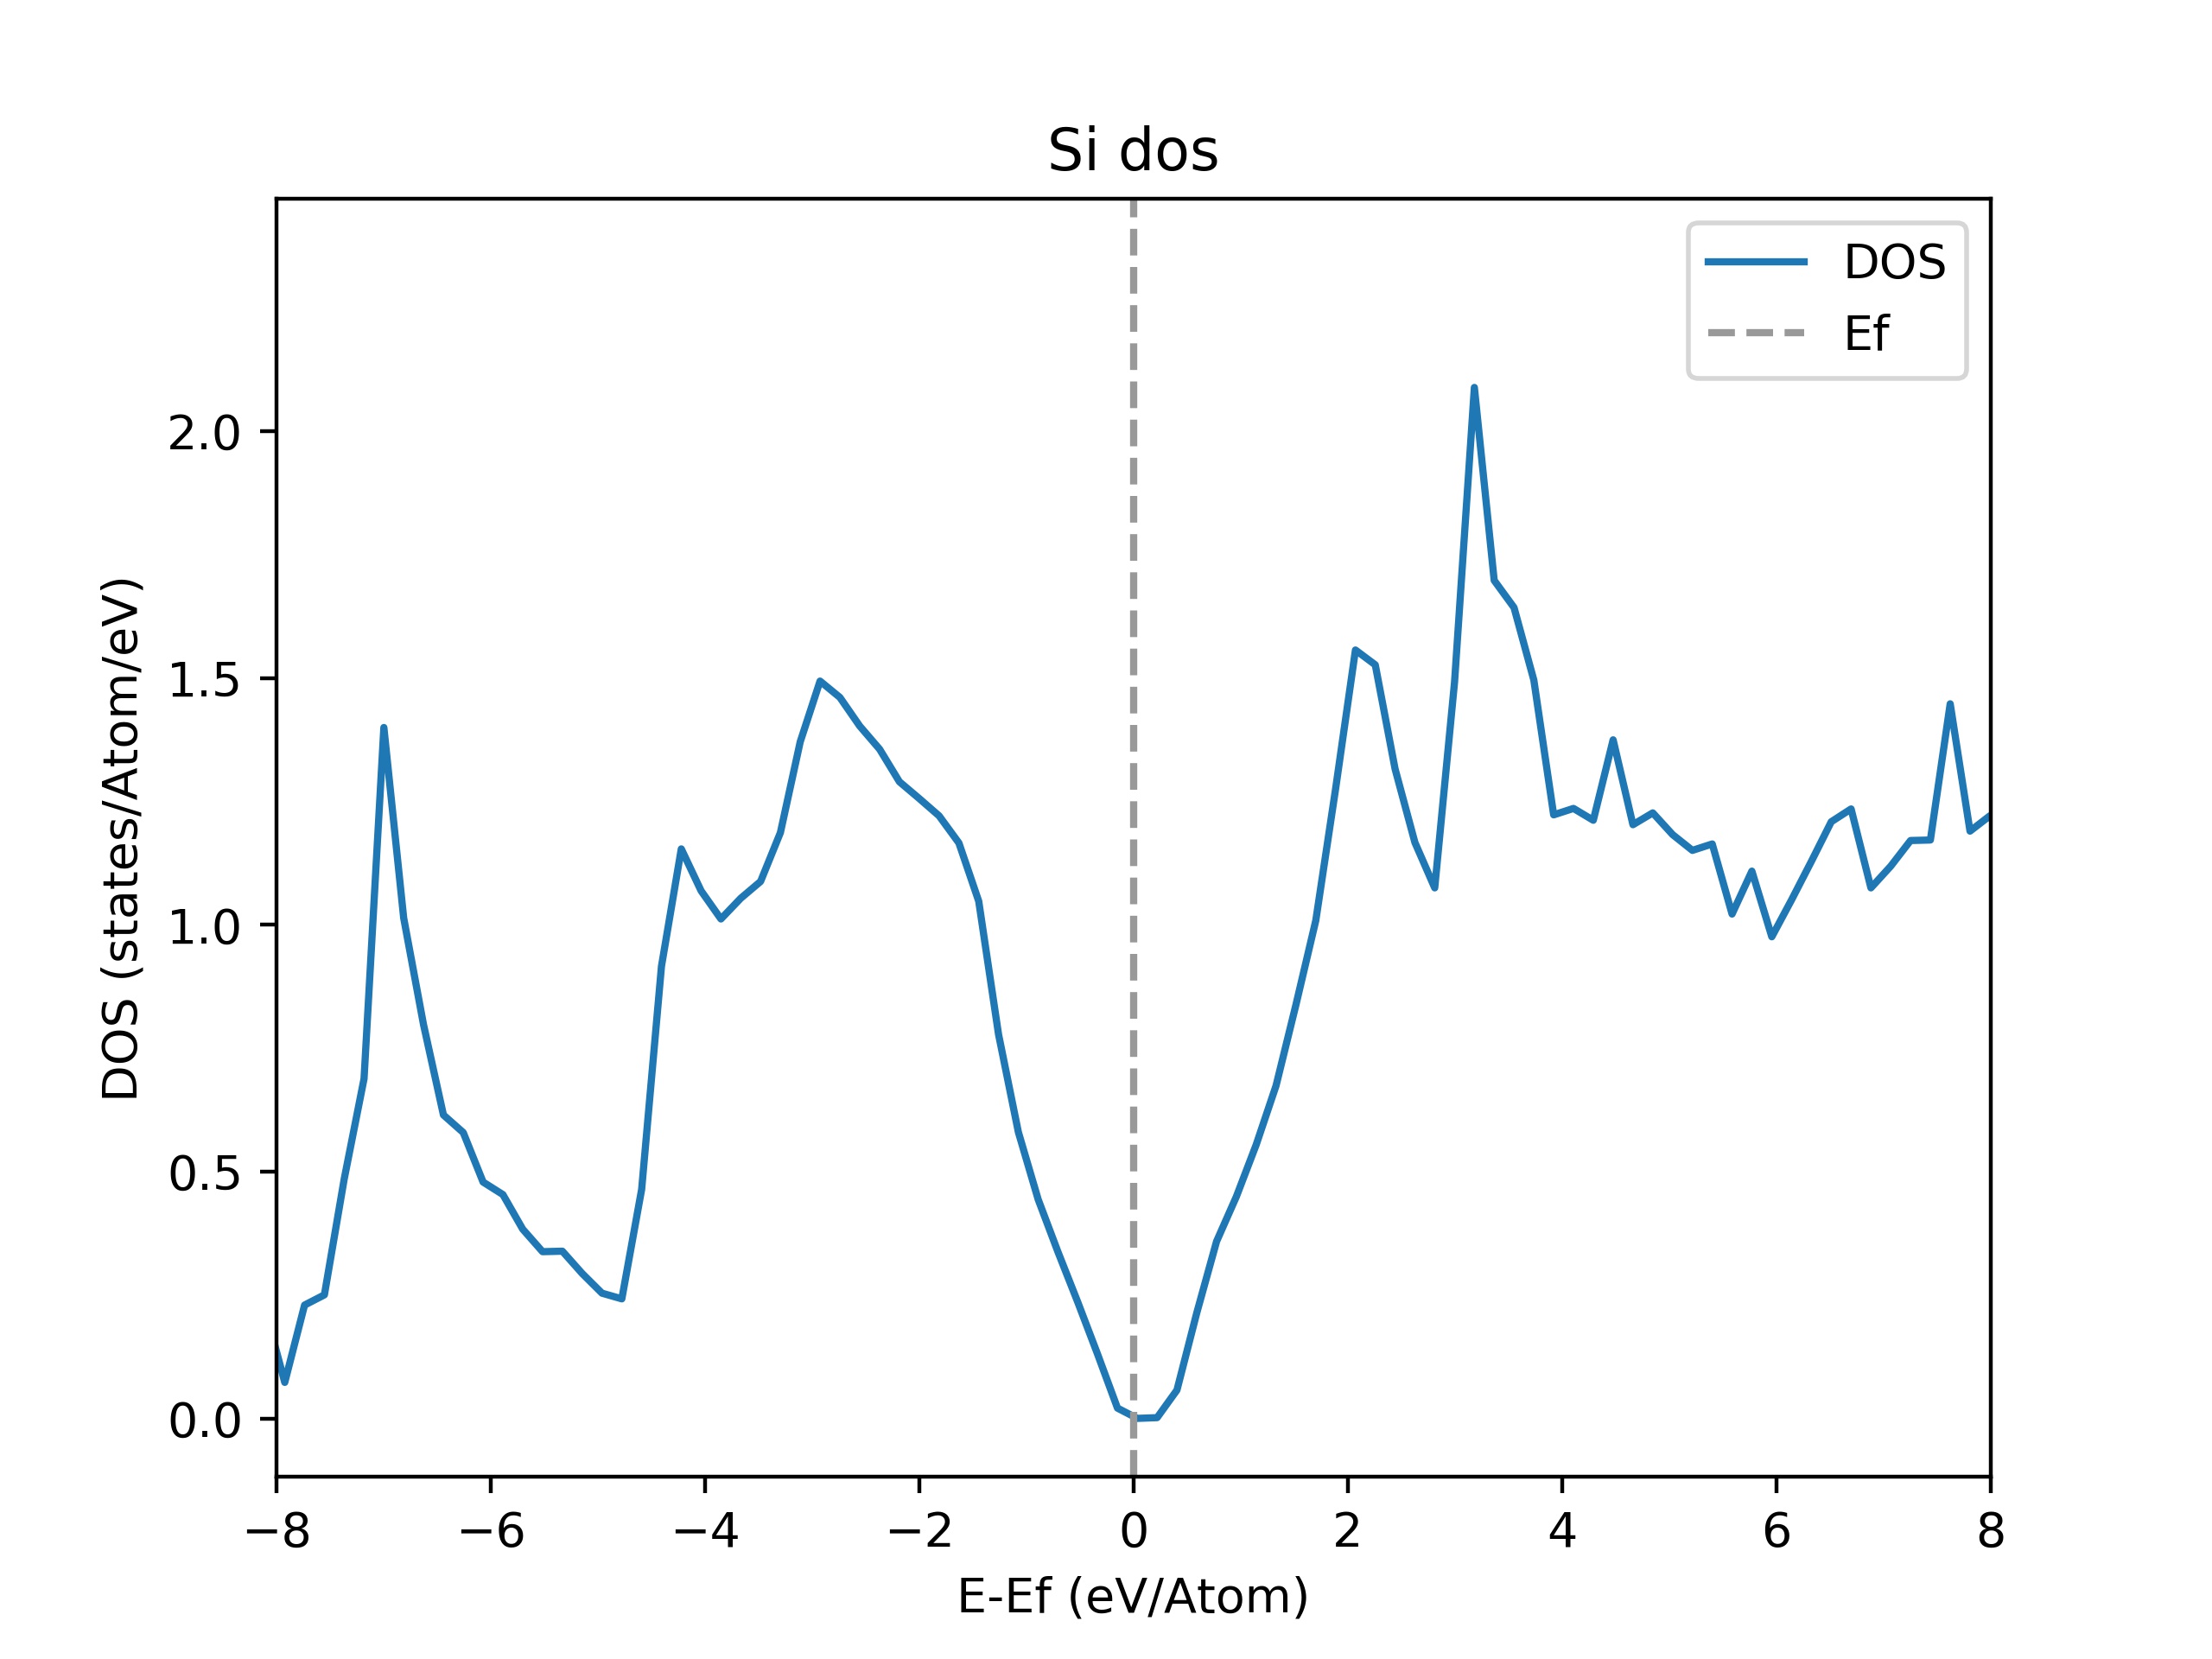 Si dos
DOS
Ef
DOS (states/Atom/eV)
2.0
1.5
1.0
0.5
0.0
−8 −6 −4 −2 0 2 4 6 8
E-Ef (eV/Atom)